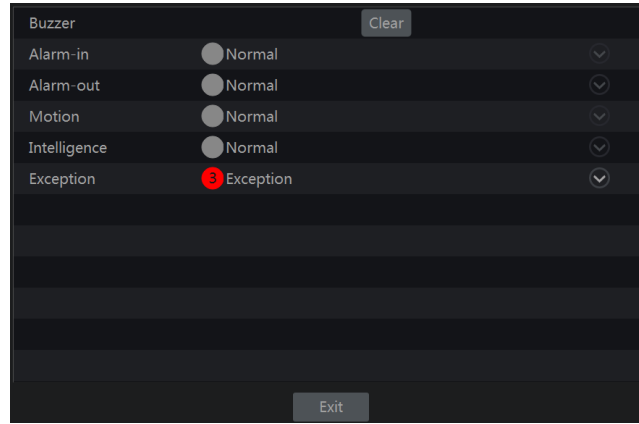 Buzzer Clear
Alarm-in Normal
Alarm-out Normal
Motion Normal
Intelligence Normal
Exception 3 Exception
Exit